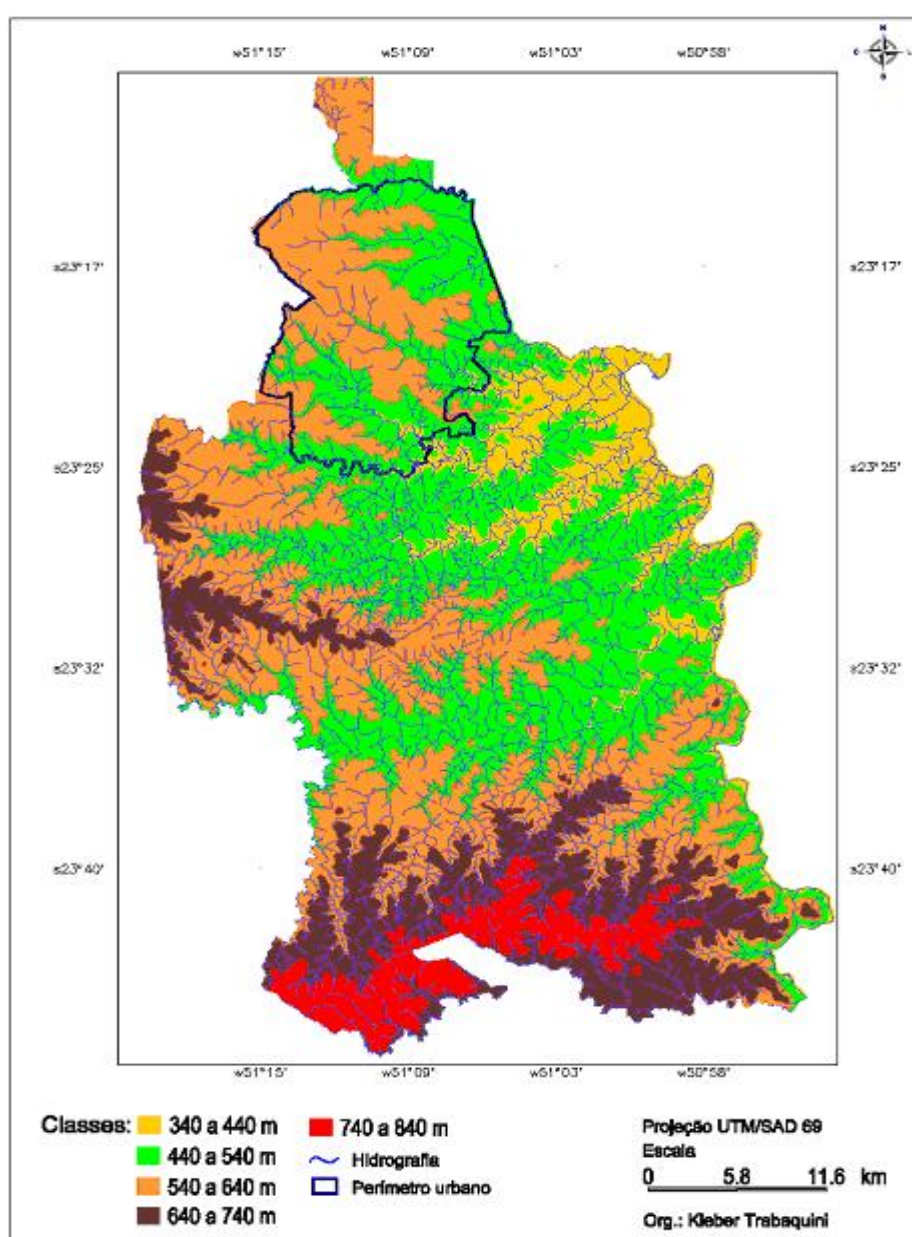 w51°15' w51°09' w51°03' w50°58'
N
O L
S
s23°17' s23°17'
s23°25' s23°25'
s23°32' s23°32'
s23°40' s23°40'
w51°15' w51°09' w51°03' w50°58'
Classes: 340 a 440 m
440 a 540 m
540 a 640 m
640 a 740 m
740 a 840 m
Hidrografia
Perímetro urbano
Projeção UTM/SAD 69
Escala
0 5.8 11.6 km
Org.: Kleber Trabaquini